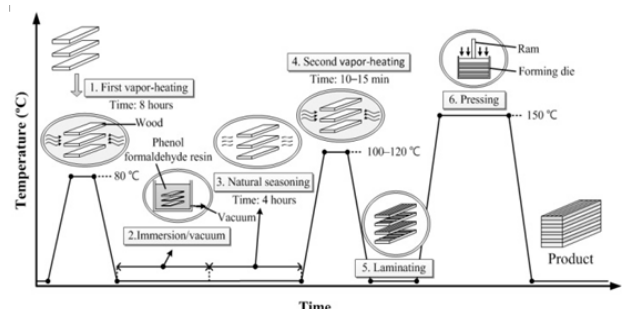 Temperature (°C)
1. First vapor-heating
Time: 8 hours
Wood
80 °C
Phenol
formaldehyde resin
Vacuum
2.Immersion/vacuum
3. Natural seasoning
Time: 4 hours
4. Second vapor-heating
Time: 10–15 min
100–120 °C
5. Laminating
Ram
Forming die
6. Pressing
150 °C
Product
Time